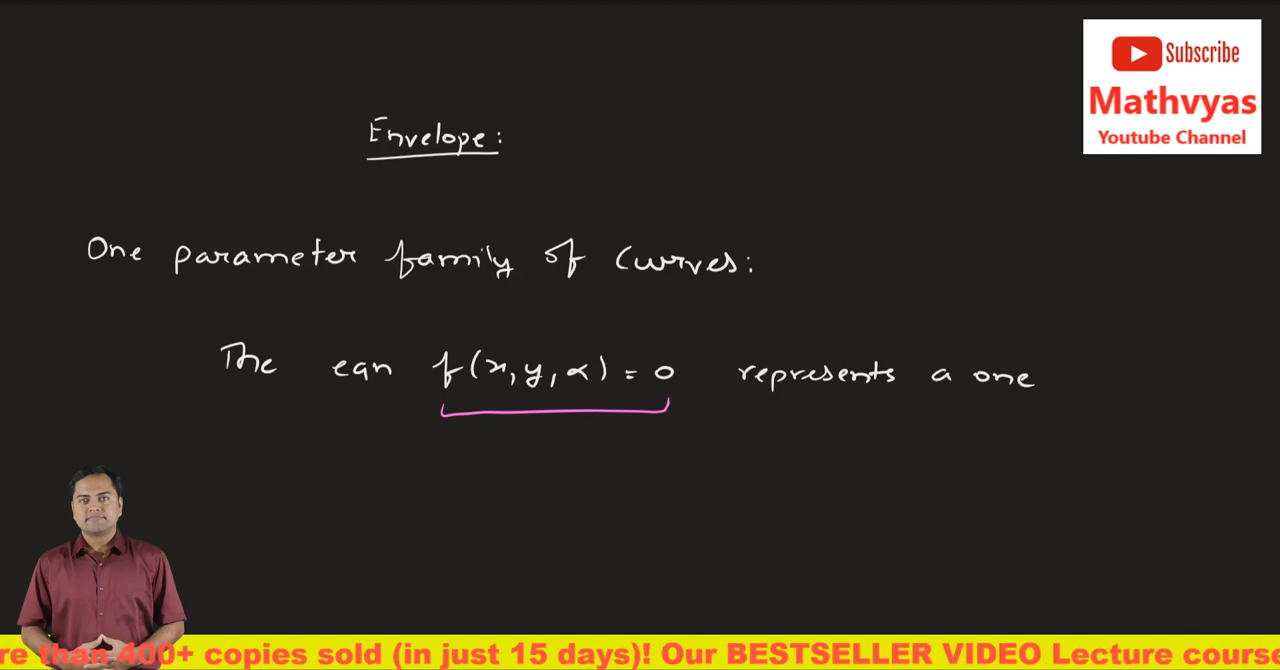 Subscribe
Mathvyas
Youtube Channel
Envelope:
One parameter family of curves:
The eqn f(x, y, α) = 0 represents a one
re than 400+ copies sold (in just 15 days)! Our BESTSELLER VIDEO Lecture course